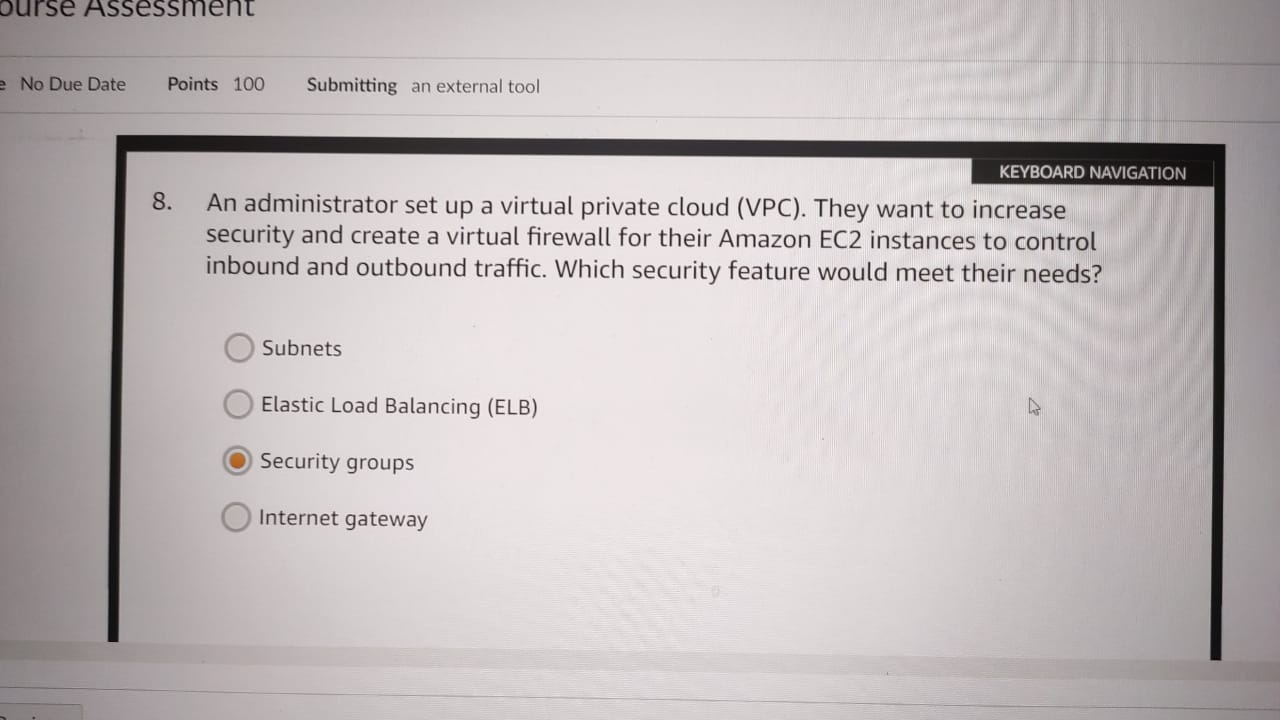 ourse Assessment
e No Due Date Points 100 Submitting an external tool
KEYBOARD NAVIGATION
8. An administrator set up a virtual private cloud (VPC). They want to increase
security and create a virtual firewall for their Amazon EC2 instances to control
inbound and outbound traffic. Which security feature would meet their needs?
Subnets
Elastic Load Balancing (ELB)
Security groups
Internet gateway